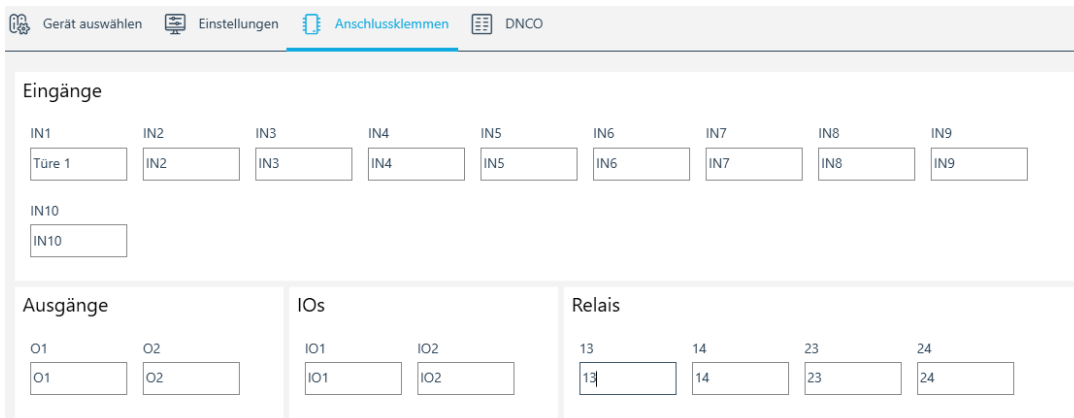 Gerät auswählen Einstellungen Anschlussklemmen DNCO
Eingänge
IN1 IN2 IN3 IN4 IN5 IN6 IN7 IN8 IN9
Türe 1 IN2 IN3 IN4 IN5 IN6 IN7 IN8 IN9
IN10
IN10
Ausgänge IOs Relais
O1 O2 IO1 IO2 13 14 23 24
O1 O2 IO1 IO2 13 14 23 24